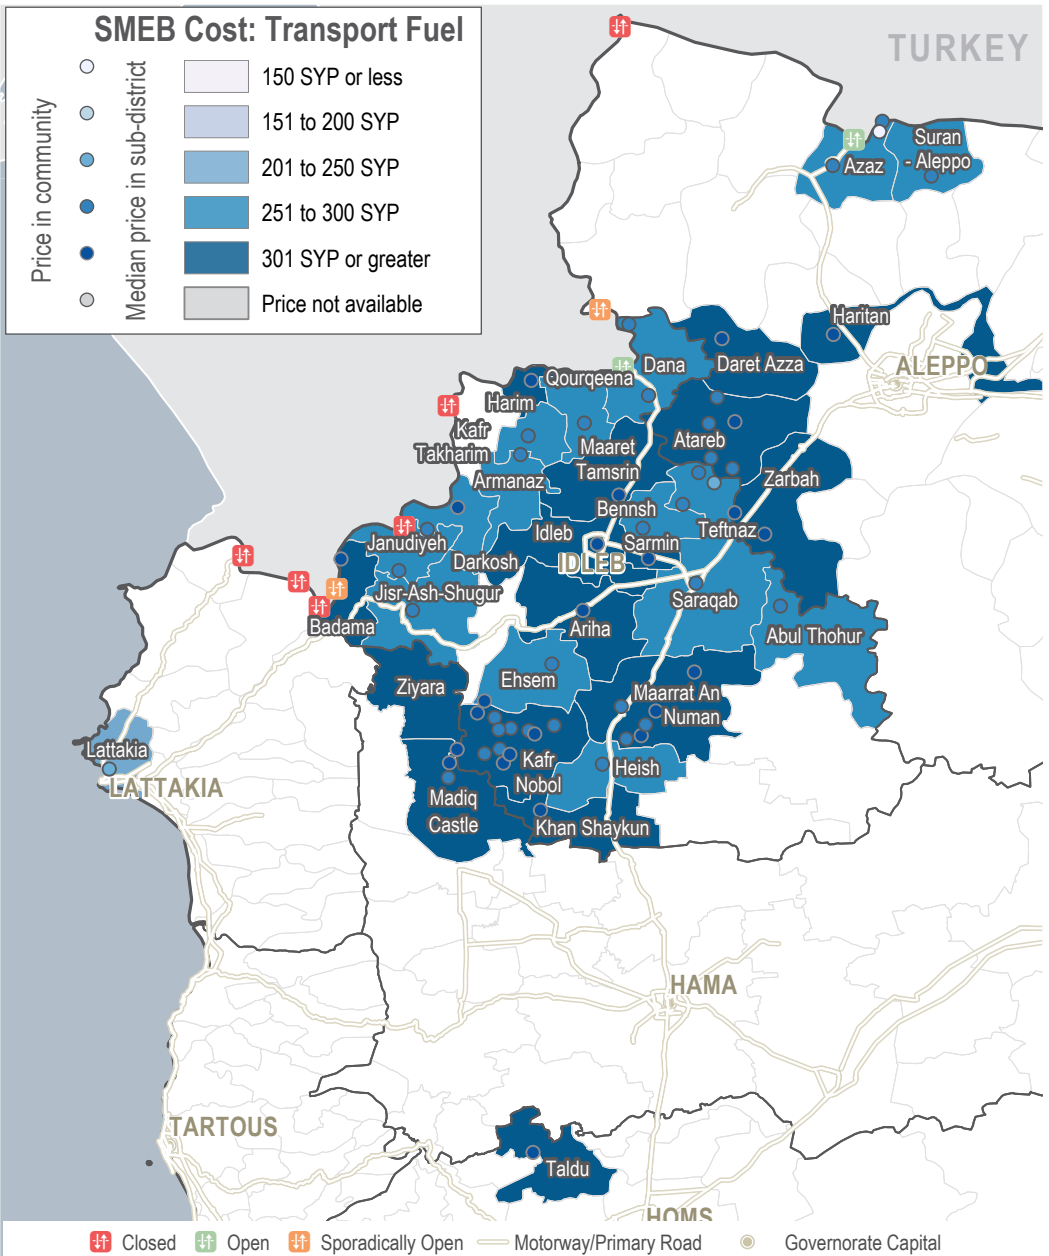 SMEB Cost: Transport Fuel
Price in community
Median price in sub-district
150 SYP or less
151 to 200 SYP
201 to 250 SYP
251 to 300 SYP
301 SYP or greater
Price not available
TURKEY
Suran
- Aleppo
Azaz
Haritan
ALEPPO
Dana
Daret Azza
Qourqeena
Harim
Kafr
Takharim
Maaret
Tamsrin
Atareb
Armanaz
Zarbah
Bennsh
Idleb
Teftnaz
Janudiyeh
Sarmin
Darkosh
IDLEB
Jisr-Ash-Shugur
Saraqab
Badama
Ariha
Abul Thohur
Ziyara
Ehsem
Maarrat An
Numan
Lattakia
LATTAKIA
Kafr
Nobol
Heish
Madiq
Castle
Khan Shaykun
HAMA
TARTOUS
Taldu
HOMS
Closed
Open
Sporadically Open
Motorway/Primary Road
Governorate Capital